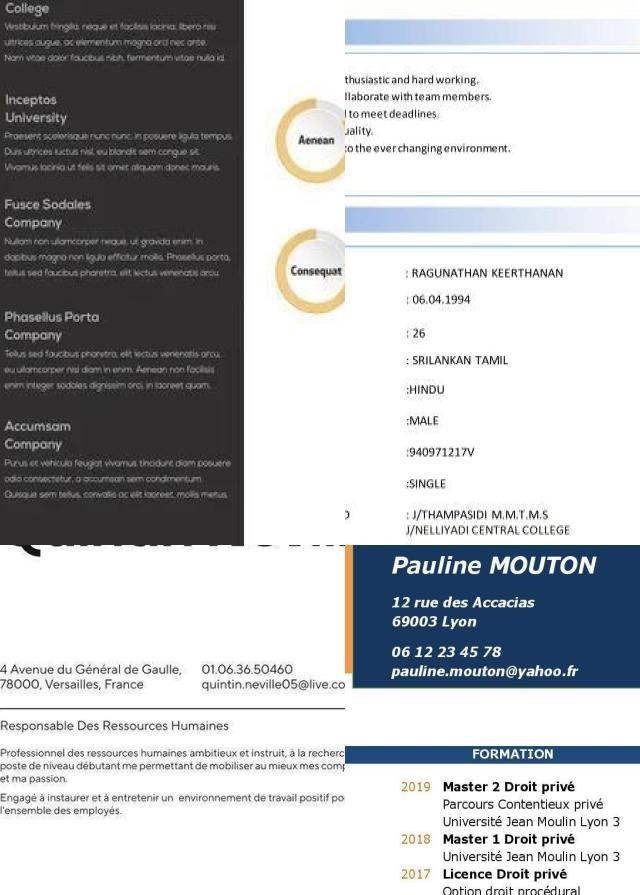 College
Vestibulum fringilla, neque et facilisis lacinia, libero nisi
ultrices augue, ac elementum magna orci nec ante.
Nam vitae dolor faucibus nibh, fermentum vitae nulla id.
Inceptos
University
Praesent scelerisque nunc nunc, in posuere ligula tempus.
Duis ultrices luctus nisl, eu blandit sem congue sit.
Vivamus lacinia ut felis sit amet aliquam donec mauris.
Fusce Sodales
Company
Nullam non ullamcorper neque, ut gravida enim. In
dapibus magna non ligula efficitur mollis. Phasellus porta,
tellus sed faucibus pharetra, elit lectus venenatis arcu.
Phasellus Porta
Company
Tellus sed faucibus pharetra, elit lectus venenatis arcu,
eu ullamcorper nisl diam in enim. Aenean non facilisis
enim integer sodales dignissim orci, in laoreet quam.
Accumsam
Company
Purus et vehicula feugiat vivamus tincidunt diam posuere
odio consectetur, a accumsan sem condimentum.
Quisque sem tellus, convallis ac elit laoreet, mollis metus.
Aenean
Consequat
thusiastic and hard working.
llaborate with team members.
l to meet deadlines.
uality.
to the ever changing environment.
: RAGUNATHAN KEERTHANAN
: 06.04.1994
: 26
: SRILANKAN TAMIL
:HINDU
:MALE
:940971217V
:SINGLE
: J/THAMPASIDI M.M.T.M.S
J/NELLIYADI CENTRAL COLLEGE
4 Avenue du Général de Gaulle,
78000, Versailles, France
01.06.36.50460
quintin.neville05@live.co
Responsable Des Ressources Humaines
Professionnel des ressources humaines ambitieux et instruit, à la recherc
poste de niveau débutant me permettant de mobiliser au mieux mes comp
et ma passion.
Engagé à instaurer et à entretenir un environnement de travail positif po
l'ensemble des employés.
Pauline MOUTON
12 rue des Accacias
69003 Lyon
06 12 23 45 78
pauline.mouton@yahoo.fr
FORMATION
2019 Master 2 Droit privé
Parcours Contentieux privé
Université Jean Moulin Lyon 3
2018 Master 1 Droit privé
Université Jean Moulin Lyon 3
2017 Licence Droit privé
Option droit procédural